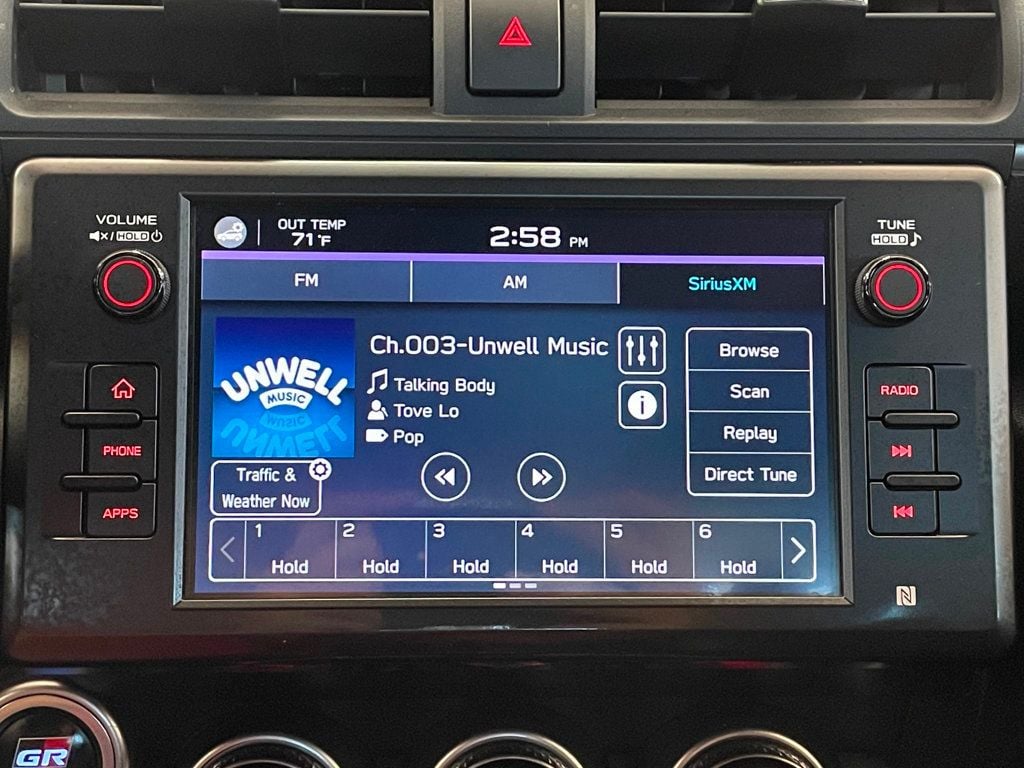 VOLUME
/HOLD
OUT TEMP
71°F
2:58 PM
TUNE
HOLD
FM
AM
SiriusXM
UNWELL
MUSIC
Ch.003-Unwell Music
Talking Body
Tove Lo
Pop
i
Browse
Scan
Replay
Direct Tune
Traffic &
Weather Now
1 2 3 4 5 6
Hold Hold Hold Hold Hold Hold
PHONE
APPS
RADIO
N
GR